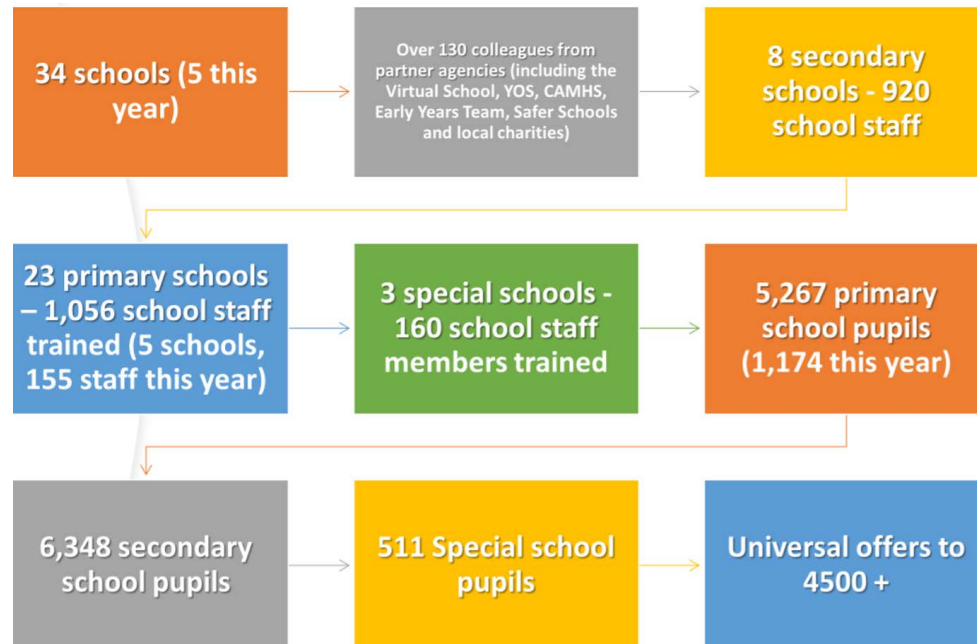 34 schools (5 this
year)
Over 130 colleagues from
partner agencies (including the
Virtual School, YOS, CAMHS,
Early Years Team, Safer Schools
and local charities)
8 secondary
schools - 920
school staff
23 primary schools
– 1,056 school staff
trained (5 schools,
155 staff this year)
3 special schools -
160 school staff
members trained
5,267 primary
school pupils
(1,174 this year)
6,348 secondary
school pupils
511 Special school
pupils
Universal offers to
4500 +